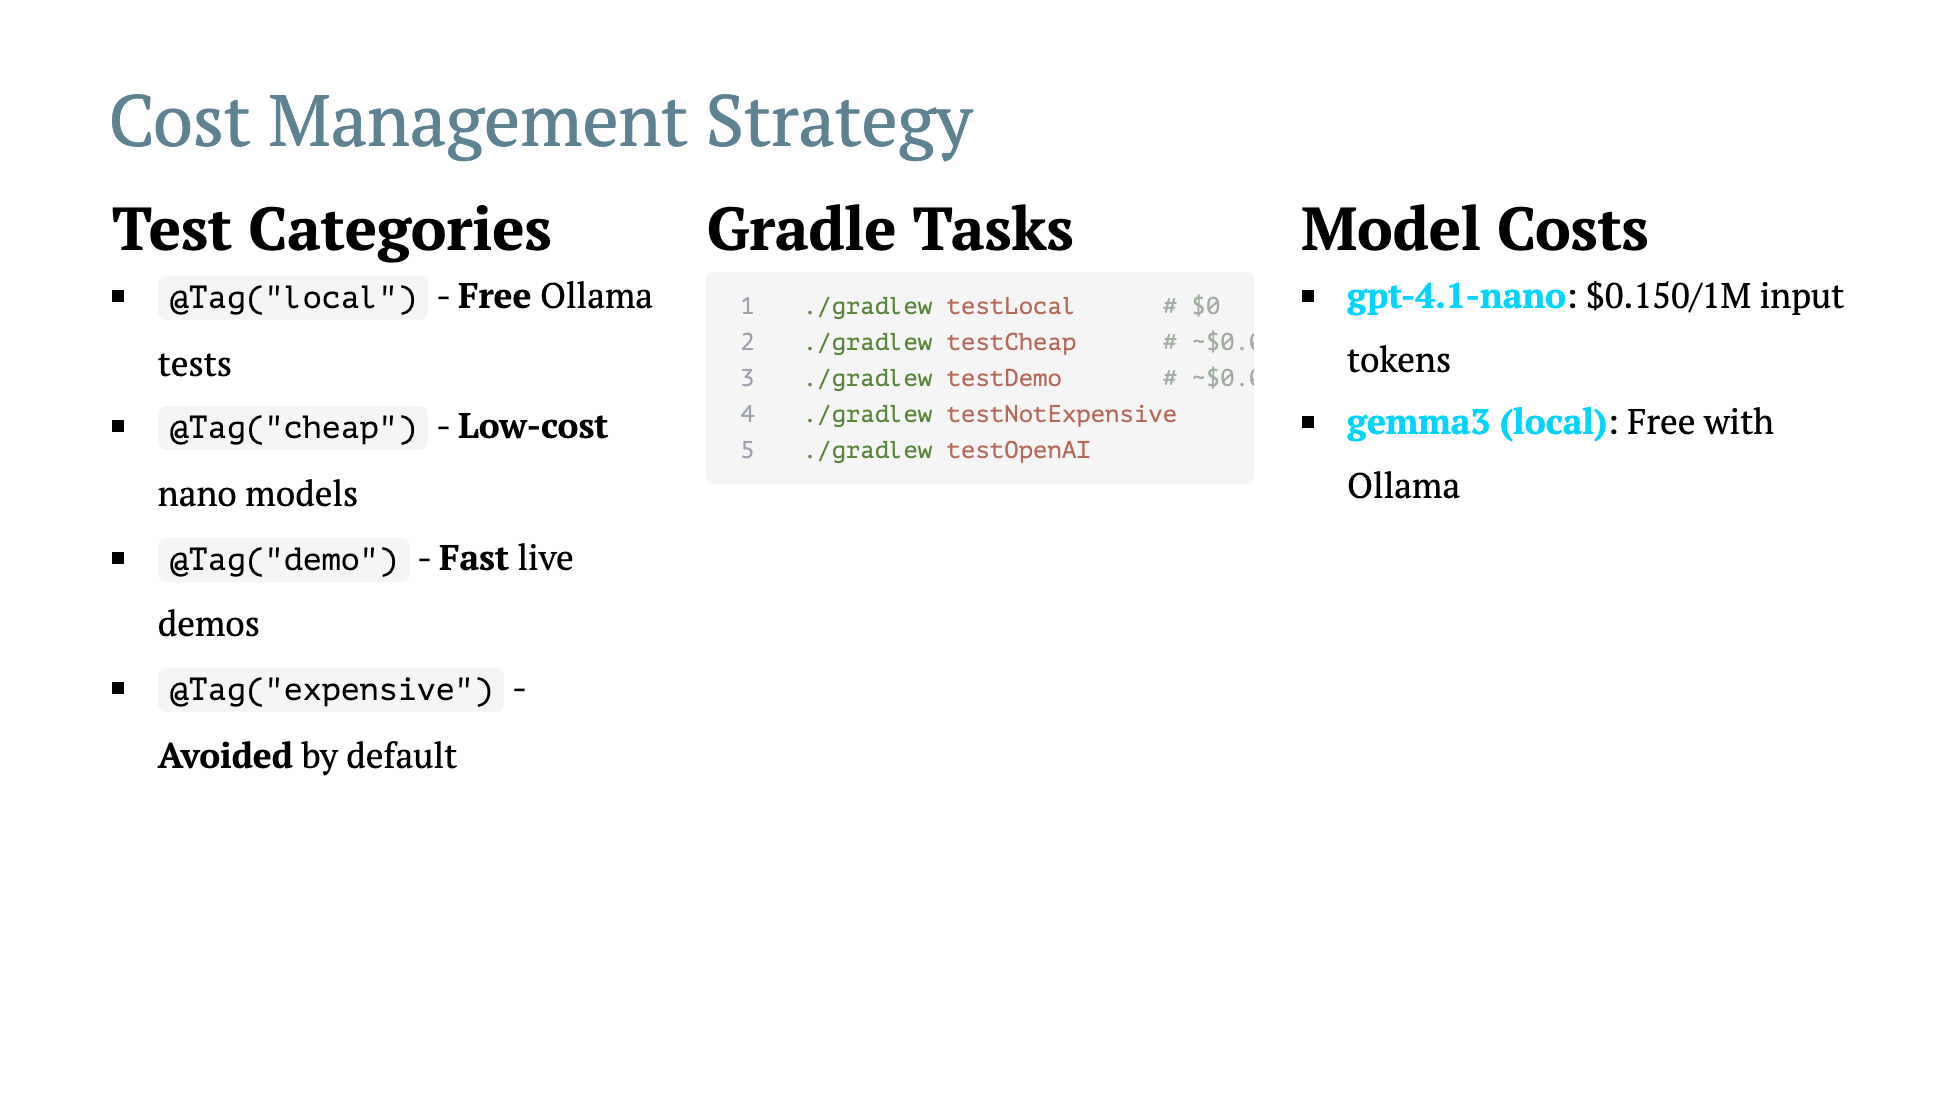 Cost Management Strategy
Test Categories
@Tag("local") - Free Ollama
tests
@Tag("cheap") - Low-cost
nano models
@Tag("demo") - Fast live
demos
@Tag("expensive") -
Avoided by default
Gradle Tasks
1 ./gradlew testLocal # $0
2 ./gradlew testCheap # ~$0.
3 ./gradlew testDemo # ~$0.
4 ./gradlew testNotExpensive
5 ./gradlew testOpenAI
Model Costs
gpt-4.1-nano: $0.150/1M input
tokens
gemma3 (local): Free with
Ollama